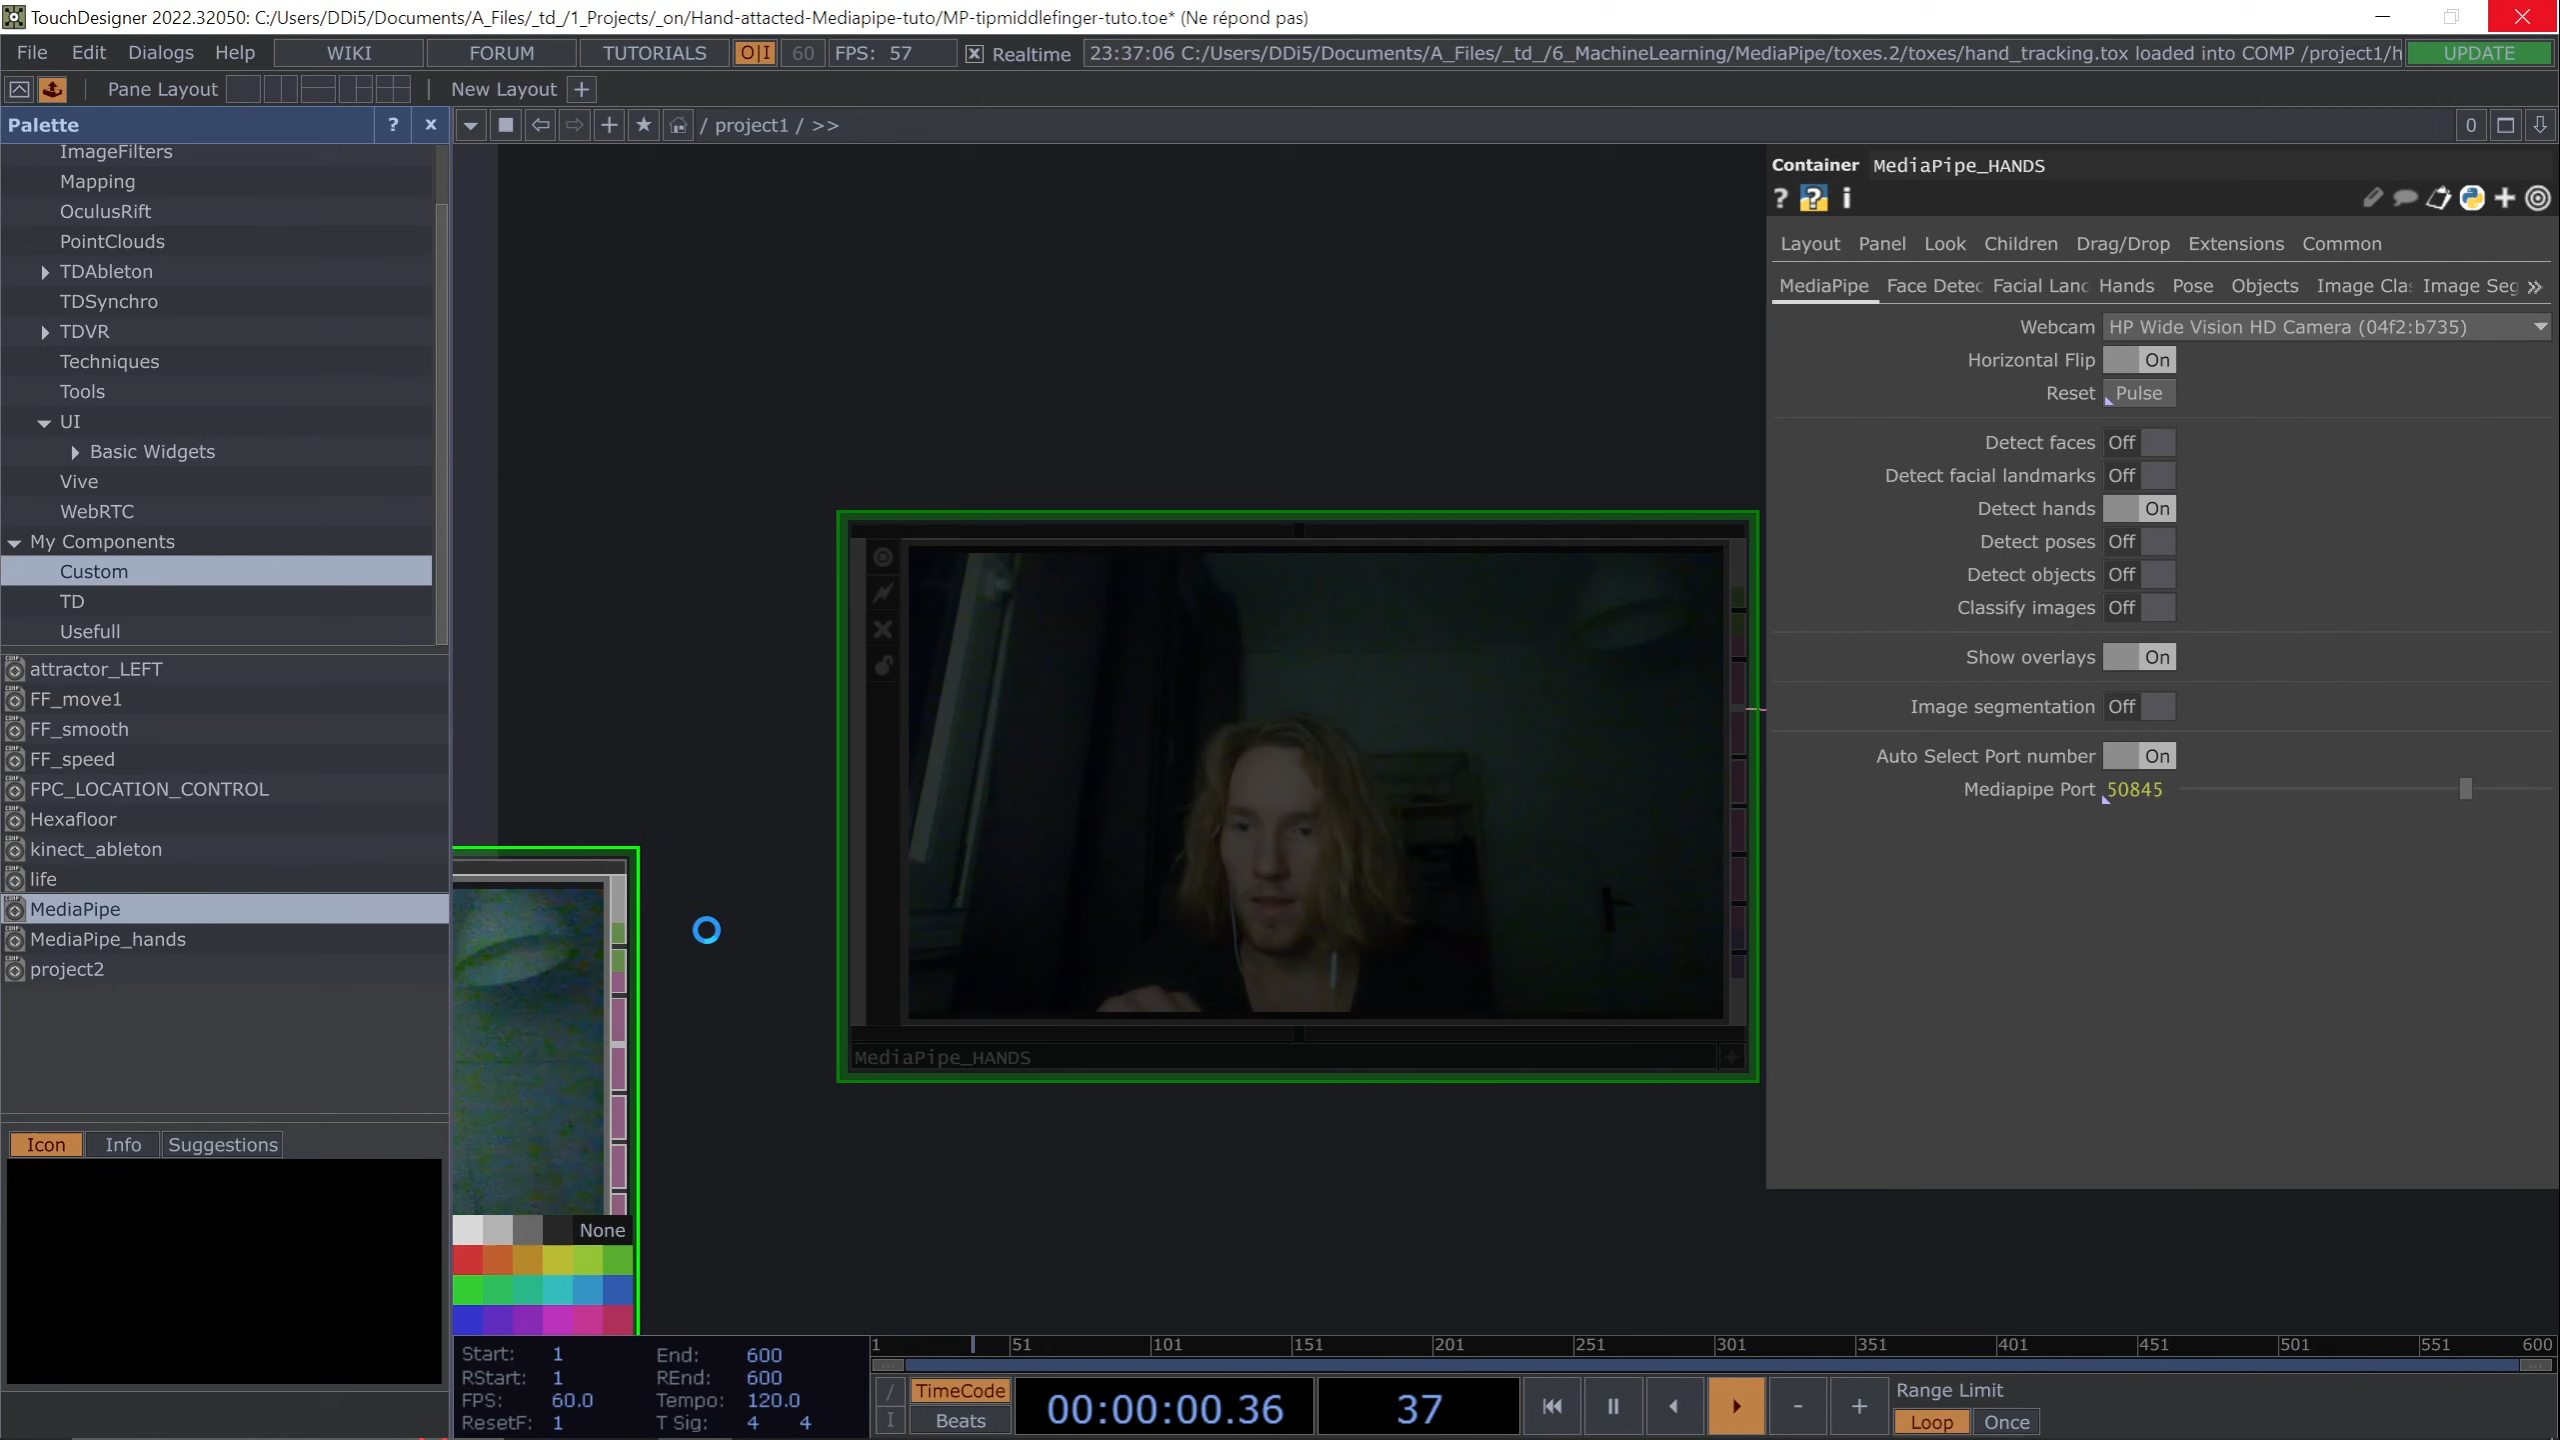 TouchDesigner 2022.32050: C:/Users/DDi5/Documents/A_Files/_td_/1_Projects/_on/Hand-attacted-Mediapipe-tuto/MP-tipmiddlefinger-tuto.toe* (Ne répond pas)
File Edit Dialogs Help WIKI FORUM TUTORIALS O|I 60 FPS: 57 Realtime 23:37:06 C:/Users/DDi5/Documents/A_Files/_td_/6_MachineLearning/MediaPipe/toxes.2/toxes/hand_tracking.tox loaded into COMP /project1/h UPDATE
Pane Layout New Layout +
Palette ? x / project1 / >> 0
ImageFilters
Mapping
OculusRift
PointClouds
TDAbleton
TDSynchro
TDVR
Techniques
Tools
UI
Basic Widgets
Vive
WebRTC
My Components
Custom
TD
Usefull
attractor_LEFT
FF_move1
FF_smooth
FF_speed
FPC_LOCATION_CONTROL
Hexafloor
kinect_ableton
life
MediaPipe
MediaPipe_hands
project2
Icon Info Suggestions
MediaPipe_HANDS
None
Container MediaPipe_HANDS
? ? i
Layout Panel Look Children Drag/Drop Extensions Common
MediaPipe Face Detec Facial Land Hands Pose Objects Image Clas Image Seg
Webcam HP Wide Vision HD Camera (04f2:b735)
Horizontal Flip On
Reset Pulse
Detect faces Off
Detect facial landmarks Off
Detect hands On
Detect poses Off
Detect objects Off
Classify images Off
Show overlays On
Image segmentation Off
Auto Select Port number On
Mediapipe Port 50845
1 51 101 151 201 251 301 351 401 451 501 551 600
Start: 1 End: 600
RStart: 1 REnd: 600
FPS: 60.0 Tempo: 120.0
ResetF: 1 T Sig: 4 4
/ TimeCode
I Beats
00:00:00.36 37 - +
Range Limit
Loop Once